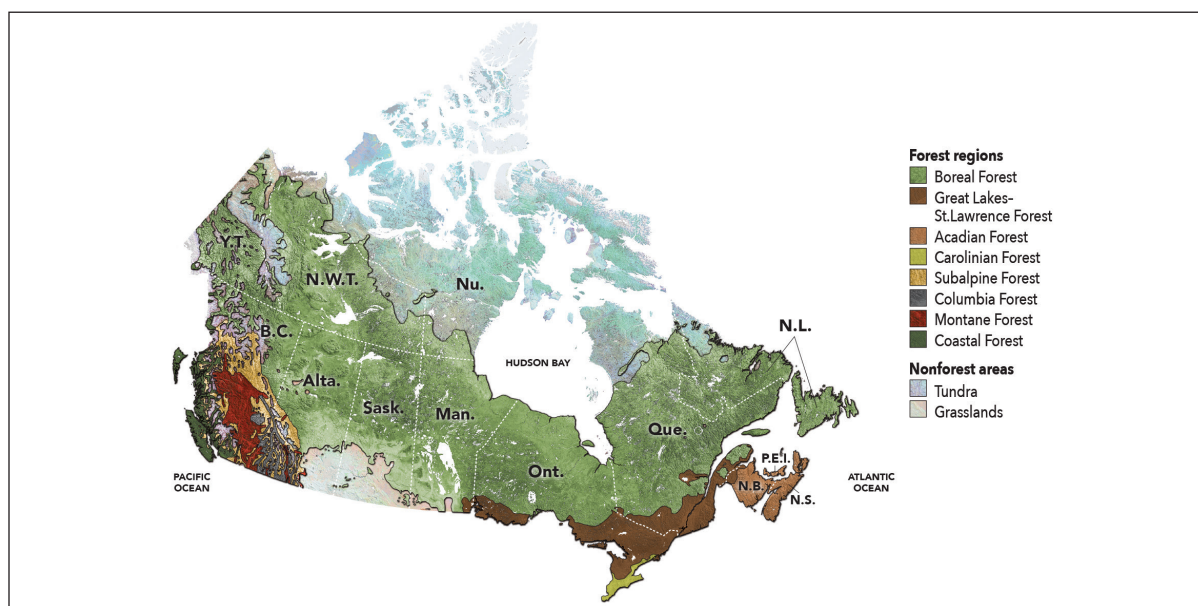 Y.T.
N.W.T.
Nu.
B.C.
N.L.
HUDSON BAY
Alta.
Sask.
Man.
Que.
Ont.
P.E.I.
N.B.
N.S.
PACIFIC
OCEAN
ATLANTIC
OCEAN
Forest regions
Boreal Forest
Great Lakes–
St.Lawrence Forest
Acadian Forest
Carolinian Forest
Subalpine Forest
Columbia Forest
Montane Forest
Coastal Forest
Nonforest areas
Tundra
Grasslands